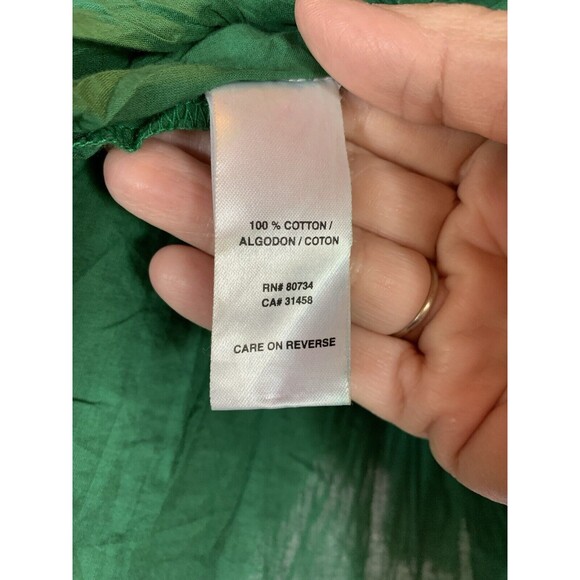 100 % COTTON /
ALGODON / COTON
RN# 80734
CA# 31458
CARE ON REVERSE